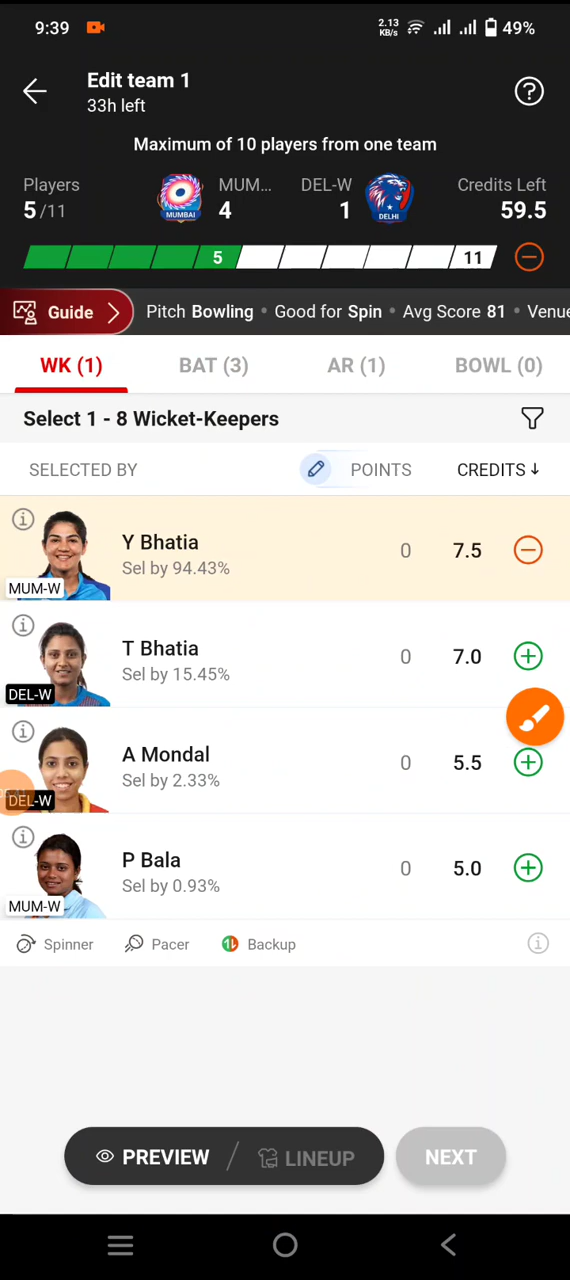 9:39 2.13 KB/s 49%
Edit team 1
33h left
Maximum of 10 players from one team
Players MUM... DEL-W Credits Left
5/11 MUMBAI 4 1 DELHI 59.5
5 11
Guide Pitch Bowling • Good for Spin • Avg Score 81 • Venue
WK (1) BAT (3) AR (1) BOWL (0)
Select 1 - 8 Wicket-Keepers
SELECTED BY POINTS CREDITS↓
Y Bhatia 0 7.5
Sel by 94.43%
MUM-W
T Bhatia 0 7.0
Sel by 15.45%
DEL-W
A Mondal 0 5.5
Sel by 2.33%
DEL-W
P Bala 0 5.0
Sel by 0.93%
MUM-W
Spinner Pacer Backup
PREVIEW / LINEUP NEXT